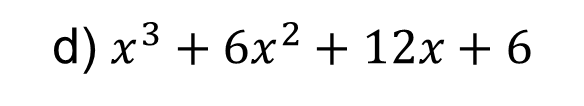 d) x³ + 6x² + 12x + 6